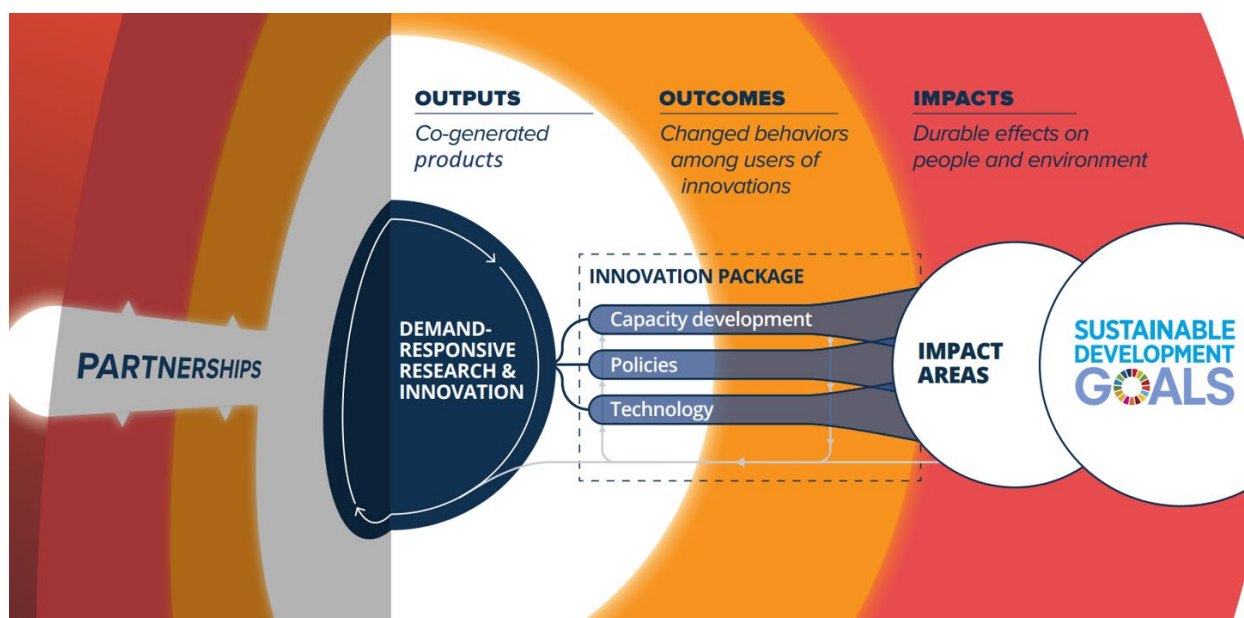 OUTPUTS
Co-generated
products
OUTCOMES
Changed behaviors
among users of
innovations
IMPACTS
Durable effects on
people and environment
PARTNERSHIPS
DEMAND-
RESPONSIVE
RESEARCH &
INNOVATION
INNOVATION PACKAGE
Capacity development
Policies
Technology
IMPACT
AREAS
SUSTAINABLE
DEVELOPMENT
GOALS